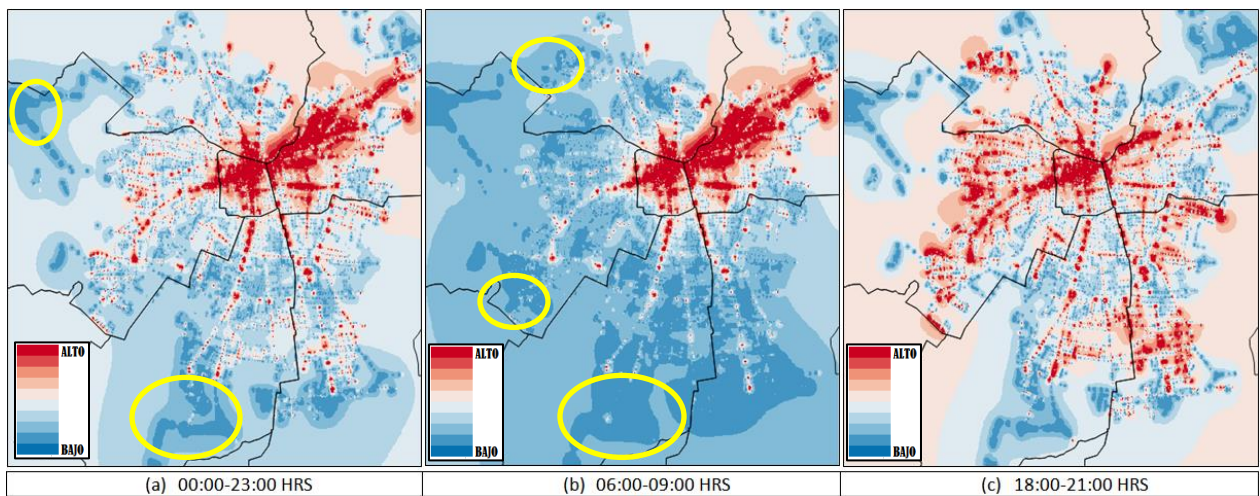 ALTO
BAJO
ALTO
BAJO
ALTO
BAJO
(a) 00:00-23:00 HRS
(b) 06:00-09:00 HRS
(c) 18:00-21:00 HRS